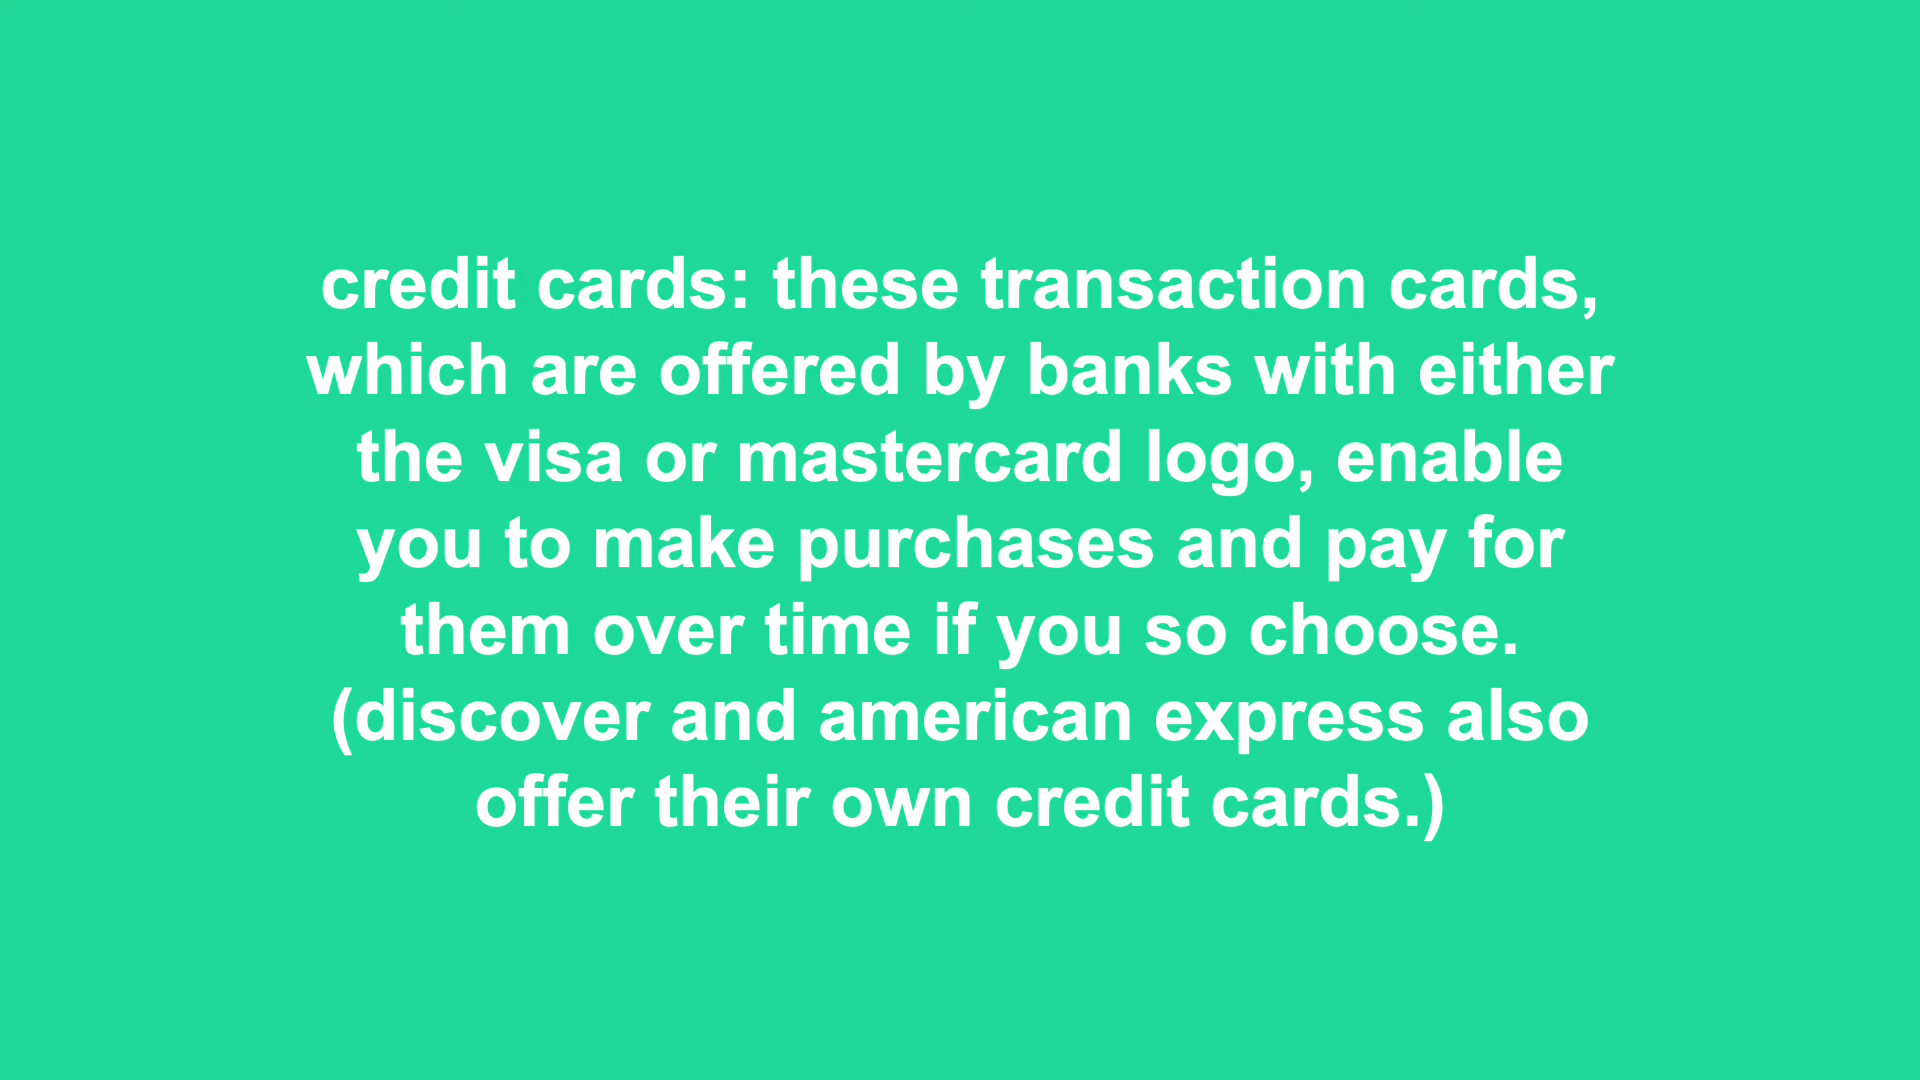 credit cards: these transaction cards,
which are offered by banks with either
the visa or mastercard logo, enable
you to make purchases and pay for
them over time if you so choose.
(discover and american express also
offer their own credit cards.)